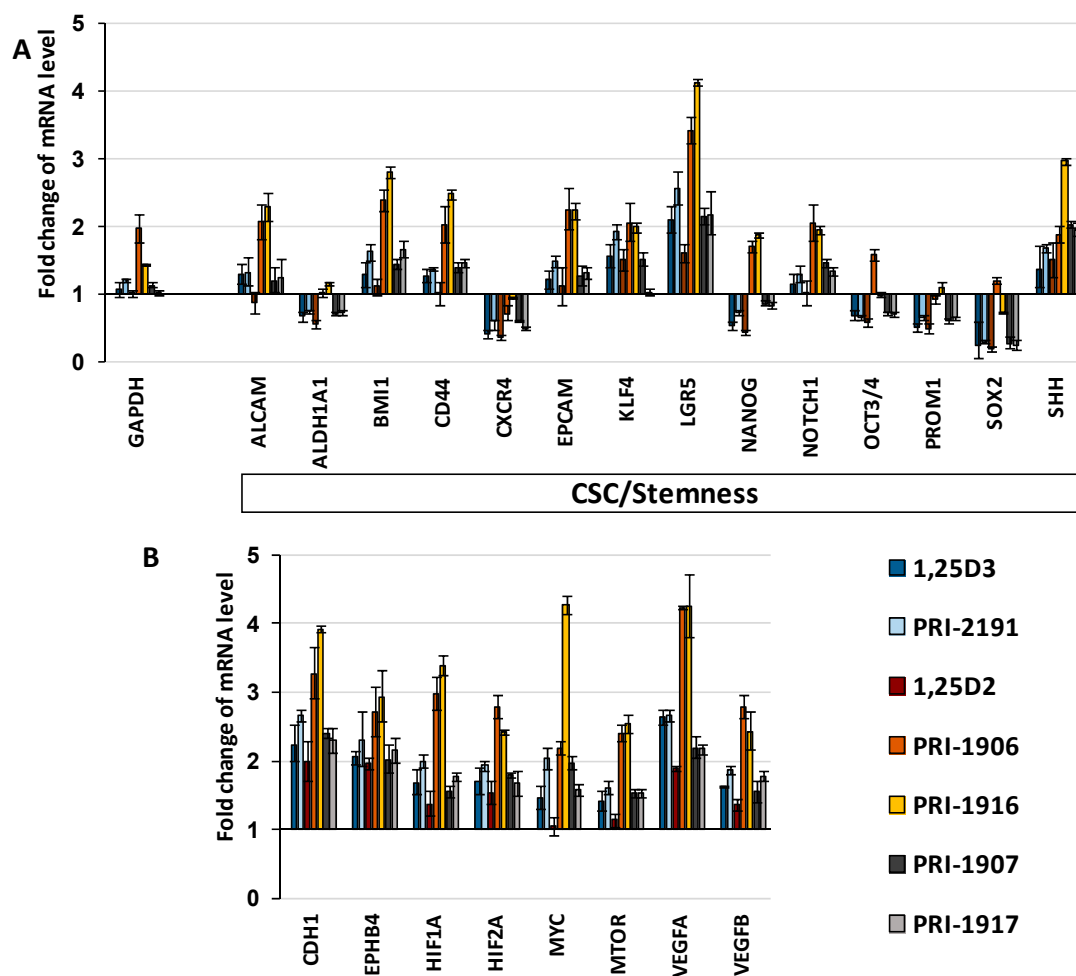 A
Fold change of mRNA level
5
4
3
2
1
0
GAPDH
ALCAM
ALDH1A1
BMI1
CD44
CXCR4
EPCAM
KLF4
LGR5
NANOG
NOTCH1
OCT3/4
PROM1
SOX2
SHH
CSC/Stemness
B
Fold change of mRNA level
5
4
3
2
1
0
CDH1
EPHB4
HIF1A
HIF2A
MYC
MTOR
VEGFA
VEGFB
1,25D3
PRI-2191
1,25D2
PRI-1906
PRI-1916
PRI-1907
PRI-1917